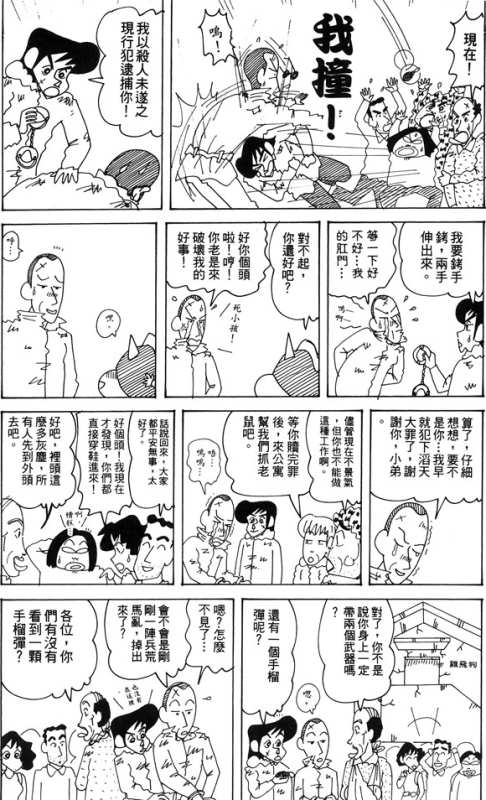 現在!
嗚!
我撞!
我以殺人未遂之
現行犯逮捕你!
我要銬手
銬,兩手
伸出來。
等一下好
不好…我
的肛門…
對不起,
你還好吧?
好你個頭
啦!哼!
你老是來
破壞我的
好事!
死小孩!
嗯?
算了,仔細
想想,要不
是你…我早
就犯下滔天
大罪了,謝
謝你,小弟
。
儘管現在不景氣
,但你也不能做
這種工作啊。
等你贖完罪
後,來公寓
幫我們抓老
鼠吧。
話說回來,大家
都平安無事,太
好了。
好個頭!我現在
才發現,你們都
直接穿鞋進來!
好吧,裡頭這
麼多灰塵,所
有人先到外頭
去吧。
對了,你不是
說你身上一定
帶兩個武器嗎
?
還有一個手榴
彈呢?
嗯?怎麼
不見了…
會不會是剛
剛一陣兵荒
馬亂,掉出
來了?
各位,你
們有沒有
看到一顆
手榴彈?